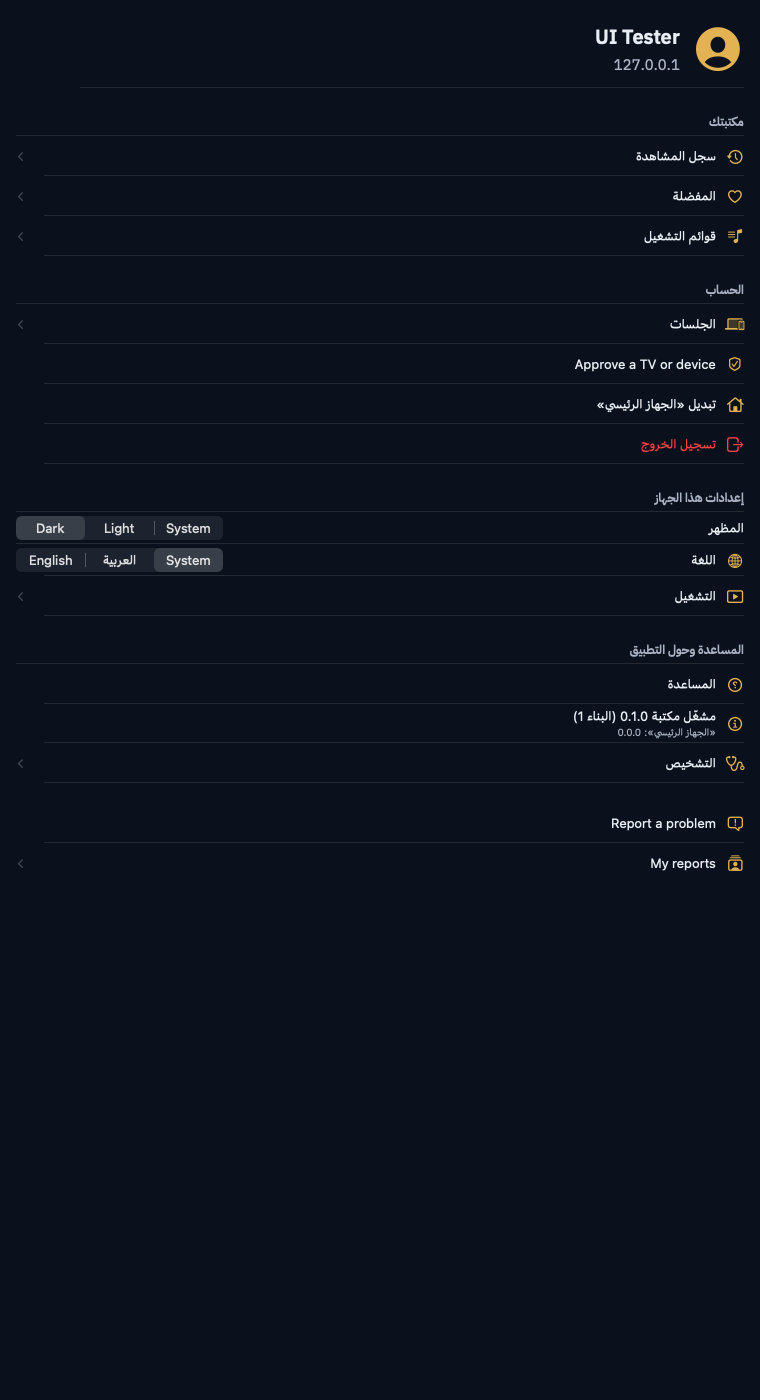 UI Tester
127.0.0.1
مكتبتك
سجل المشاهدة
المفضلة
قوائم التشغيل
الحساب
الجلسات
Approve a TV or device
تبديل «الجهاز الرئيسي»
تسجيل الخروج
إعدادات هذا الجهاز
المظهر
System Light Dark
اللغة
System العربية English
التشغيل
المساعدة وحول التطبيق
المساعدة
مشغّل مكتبة 0.1.0 (البناء 1)
«الجهاز الرئيسي»: 0.0.0
التشخيص
Report a problem
My reports